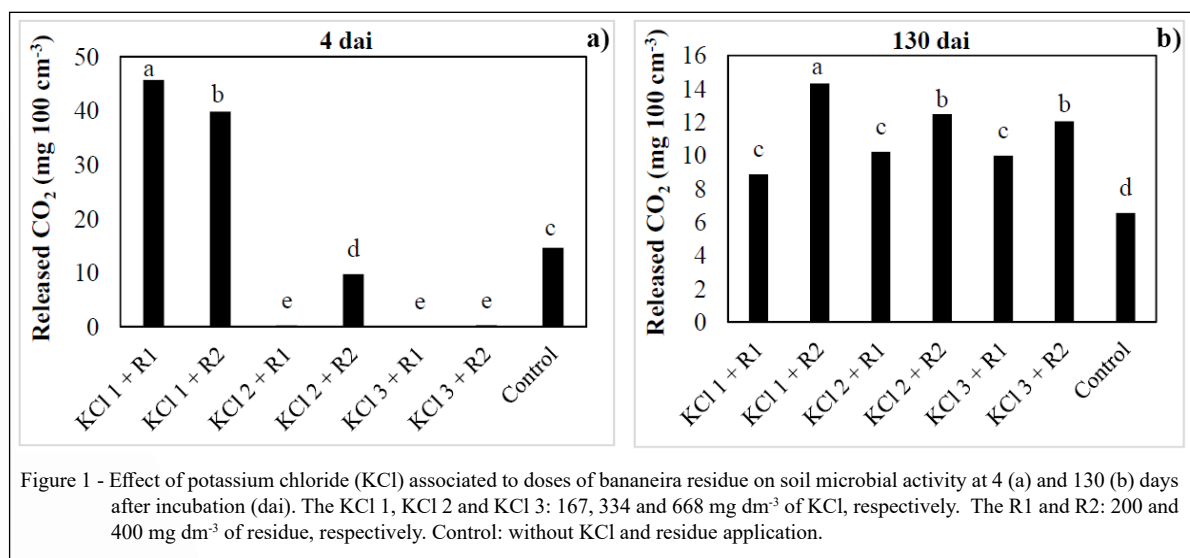 4 dai
a)
Released CO₂ (mg 100 cm⁻³)
50
40
30
20
10
0
a
b
e
d
e
e
c
KCl 1 + R1
KCl 1 + R2
KCl 2 + R1
KCl 2 + R2
KCl 3 + R1
KCl 3 + R2
Control
130 dai
b)
Released CO₂ (mg 100 cm⁻³)
16
14
12
10
8
6
4
2
0
c
a
c
b
c
b
d
KCl 1 + R1
KCl 1 + R2
KCl 2 + R1
KCl 2 + R2
KCl 3 + R1
KCl 3 + R2
Control
Figure 1 - Effect of potassium chloride (KCl) associated to doses of bananeira residue on soil microbial activity at 4 (a) and 130 (b) days
after incubation (dai). The KCl 1, KCl 2 and KCl 3: 167, 334 and 668 mg dm⁻³ of KCl, respectively. The R1 and R2: 200 and
400 mg dm⁻³ of residue, respectively. Control: without KCl and residue application.